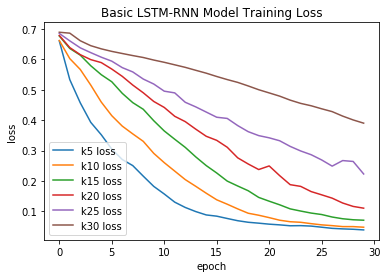 Basic LSTM-RNN Model Training Loss
0.7
0.6
0.5
0.4
0.3
0.2
0.1
loss
k5 loss
k10 loss
k15 loss
k20 loss
k25 loss
k30 loss
0 5 10 15 20 25 30
epoch